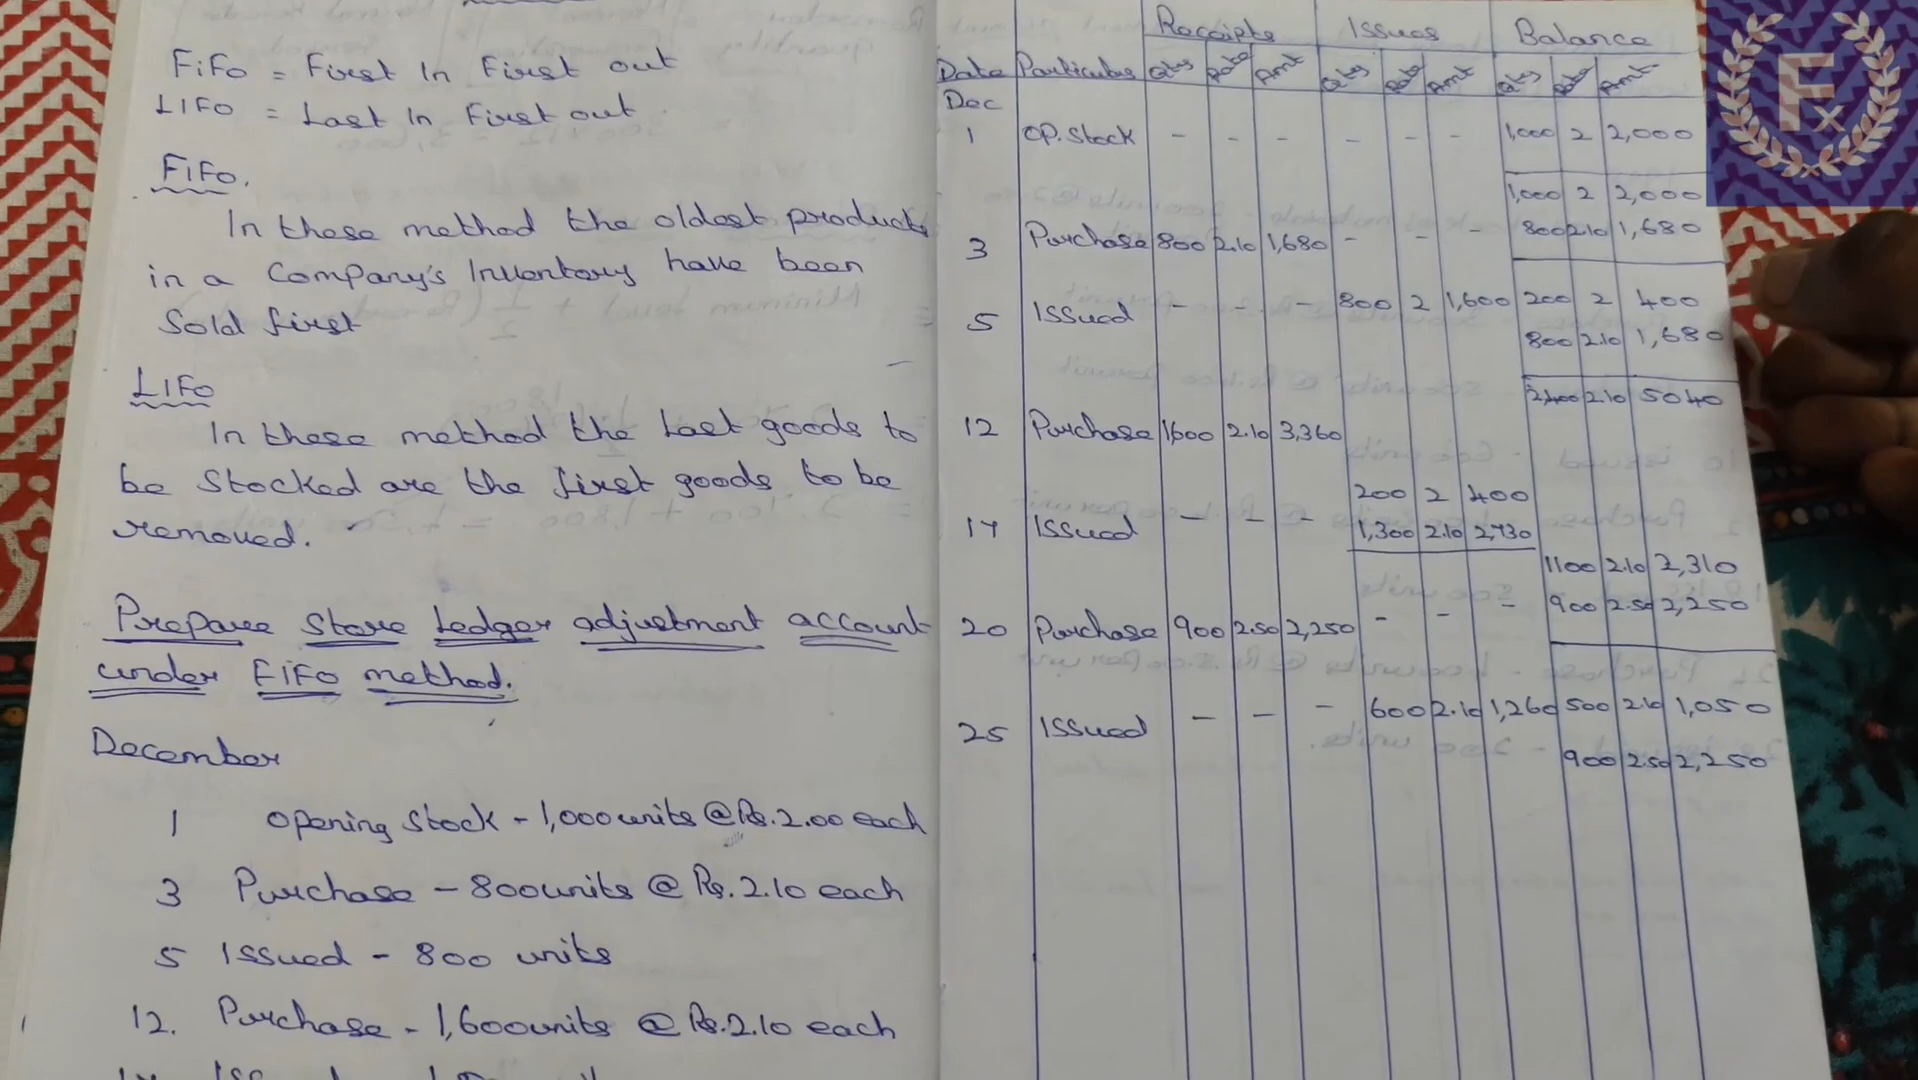 FIFO = First In First out
LIFO = Last In First out
FIFO.
In these method the oldest products
in a Company's Inventory have been
Sold first
LIFO
In these method the Last goods to
be Stocked are the first goods to be
removed.
Prepare Store Ledger adjustment account
under FIFO method.
December
1 Opening Stock - 1,000 units @ Rs. 2.00 each
3 Purchase - 800 units @ Rs. 2.10 each
5 Issued - 800 units
12. Purchase - 1,600 units @ Rs. 2.10 each
Receipts Issues Balance
Date Particulars Qty Rate Amt Qty Rate Amt Qty Rate Amt
Dec
1 OP. Stock - - - - - - 1,000 2 2,000
1,000 2 2,000
3 Purchase 800 2.10 1,680 - - - 800 2.10 1,680
5 Issued - - - 800 2 1,600 200 2 400
800 2.10 1,680
2400 2.10 5040
12 Purchase 1600 2.10 3,360
200 2 400
17 Issued - - - 1,300 2.10 2,730
1100 2.10 2,310
900 2.50 2,250
20 Purchase 900 2.50 2,250 - - -
25 Issued - - - 600 2.10 1,260 500 2.10 1,050
900 2.50 2,250
Fx